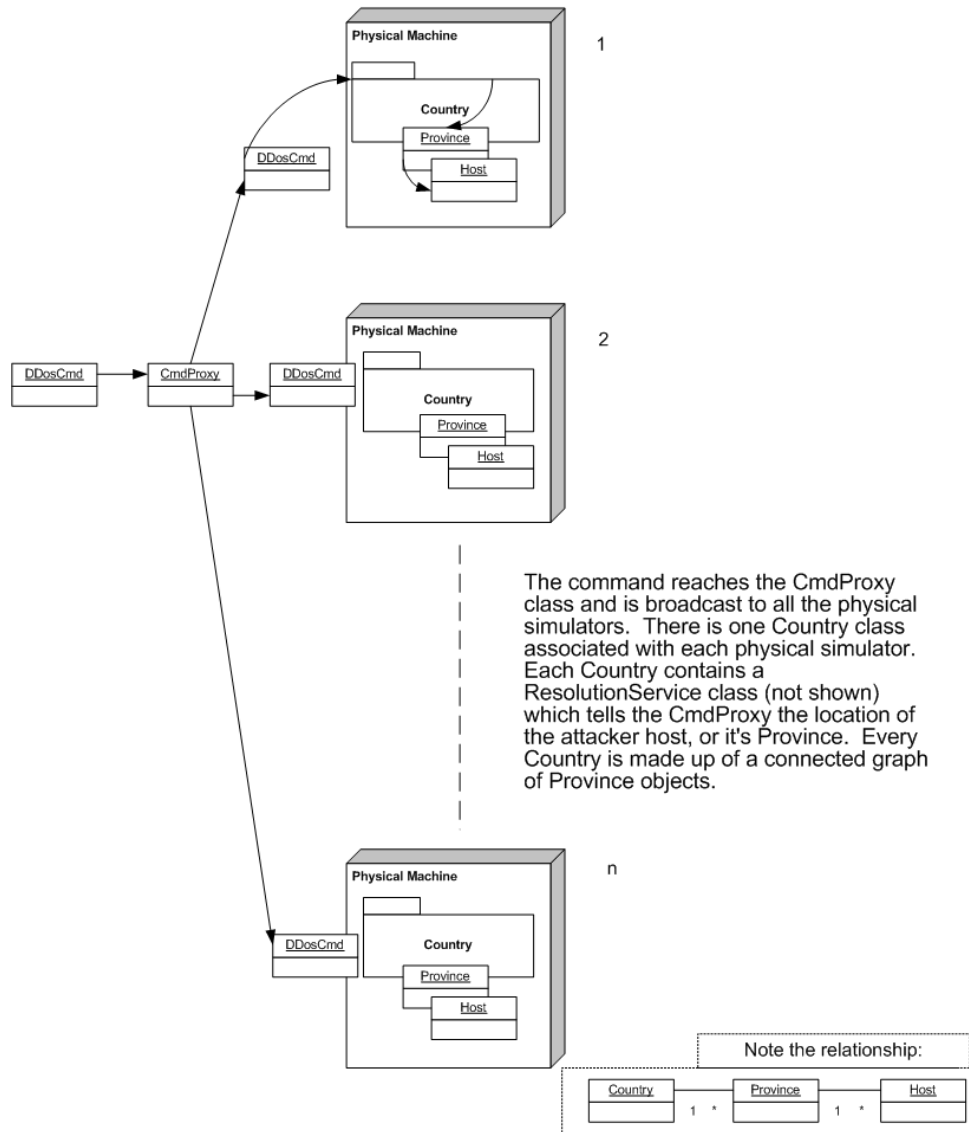 Physical Machine
1
Country
Province
DDosCmd
Host
Physical Machine
2
DDosCmd
CmdProxy
DDosCmd
Country
Province
Host
The command reaches the CmdProxy
class and is broadcast to all the physical
simulators. There is one Country class
associated with each physical simulator.
Each Country contains a
ResolutionService class (not shown)
which tells the CmdProxy the location of
the attacker host, or it's Province. Every
Country is made up of a connected graph
of Province objects.
Physical Machine
n
DDosCmd
Country
Province
Host
Note the relationship:
Country
Province
Host
1 * 1 *